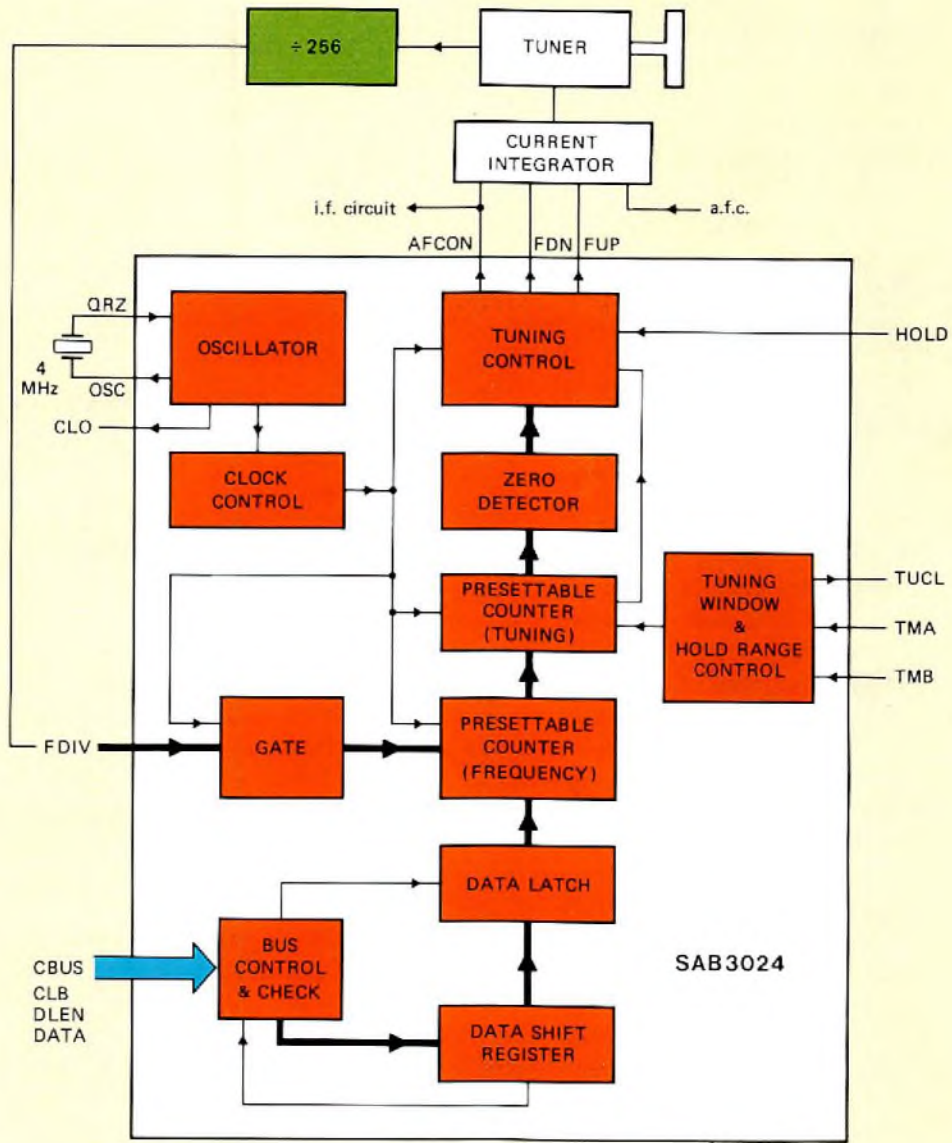 ÷ 256
TUNER
CURRENT
INTEGRATOR
i.f. circuit
a.f.c.
AFCON
FDN
FUP
QRZ
OSCILLATOR
TUNING
CONTROL
HOLD
4
MHz
OSC
CLO
CLOCK
CONTROL
ZERO
DETECTOR
PRESETTABLE
COUNTER
(TUNING)
TUNING
WINDOW
&
HOLD RANGE
CONTROL
TUCL
TMA
TMB
FDIV
GATE
PRESETTABLE
COUNTER
(FREQUENCY)
DATA LATCH
CBUS
CLB
DLEN
DATA
BUS
CONTROL
& CHECK
SAB3024
DATA SHIFT
REGISTER